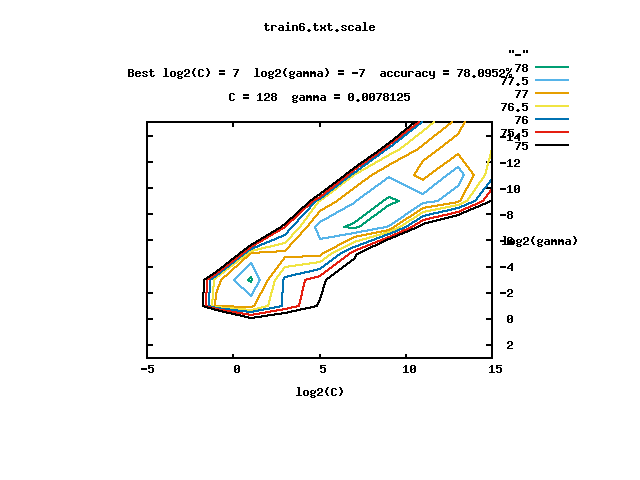 train6.txt.scale
"-"
Best log2(C) = 7 log2(gamma) = -7 accuracy = 78.0952%
C = 128 gamma = 0.0078125
78
77.5
77
76.5
76
75.5
75
-14
-12
-10
-8
-6
log2(gamma)
-4
-2
0
2
-5 0 5 10 15
log2(C)